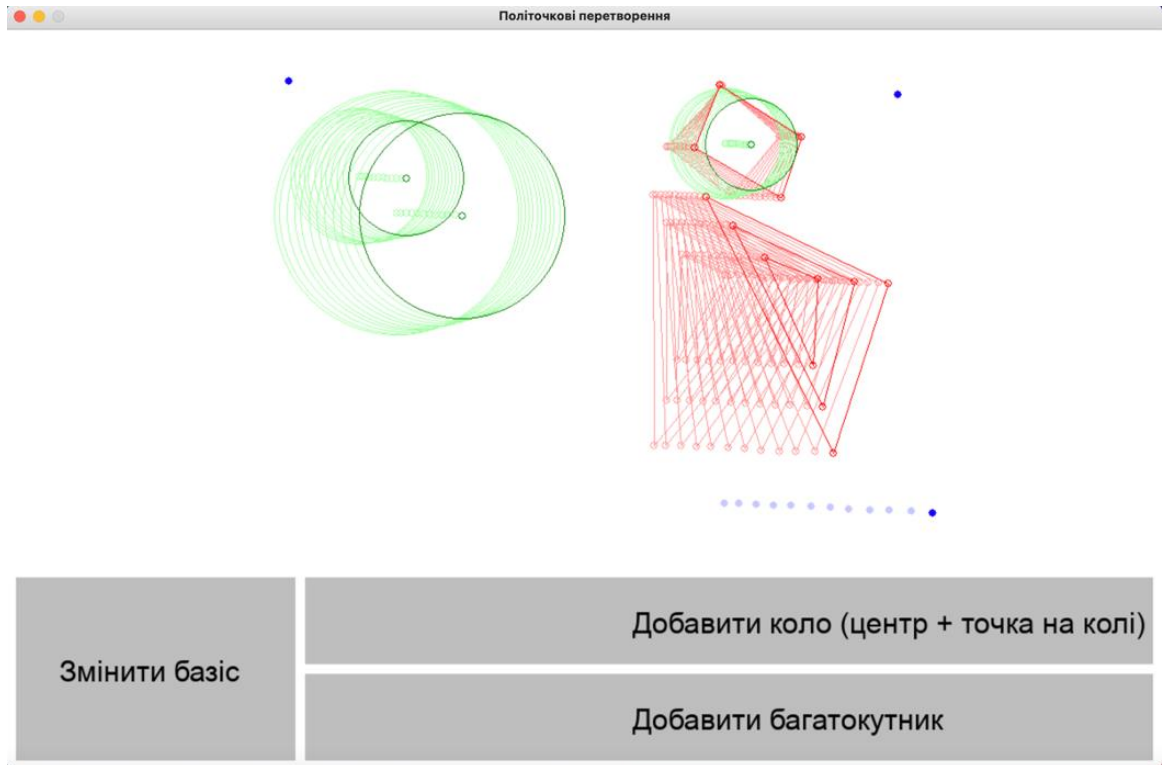 Політочкові перетворення
Змінити базіс
Добавити коло (центр + точка на колі)
Добавити багатокутник